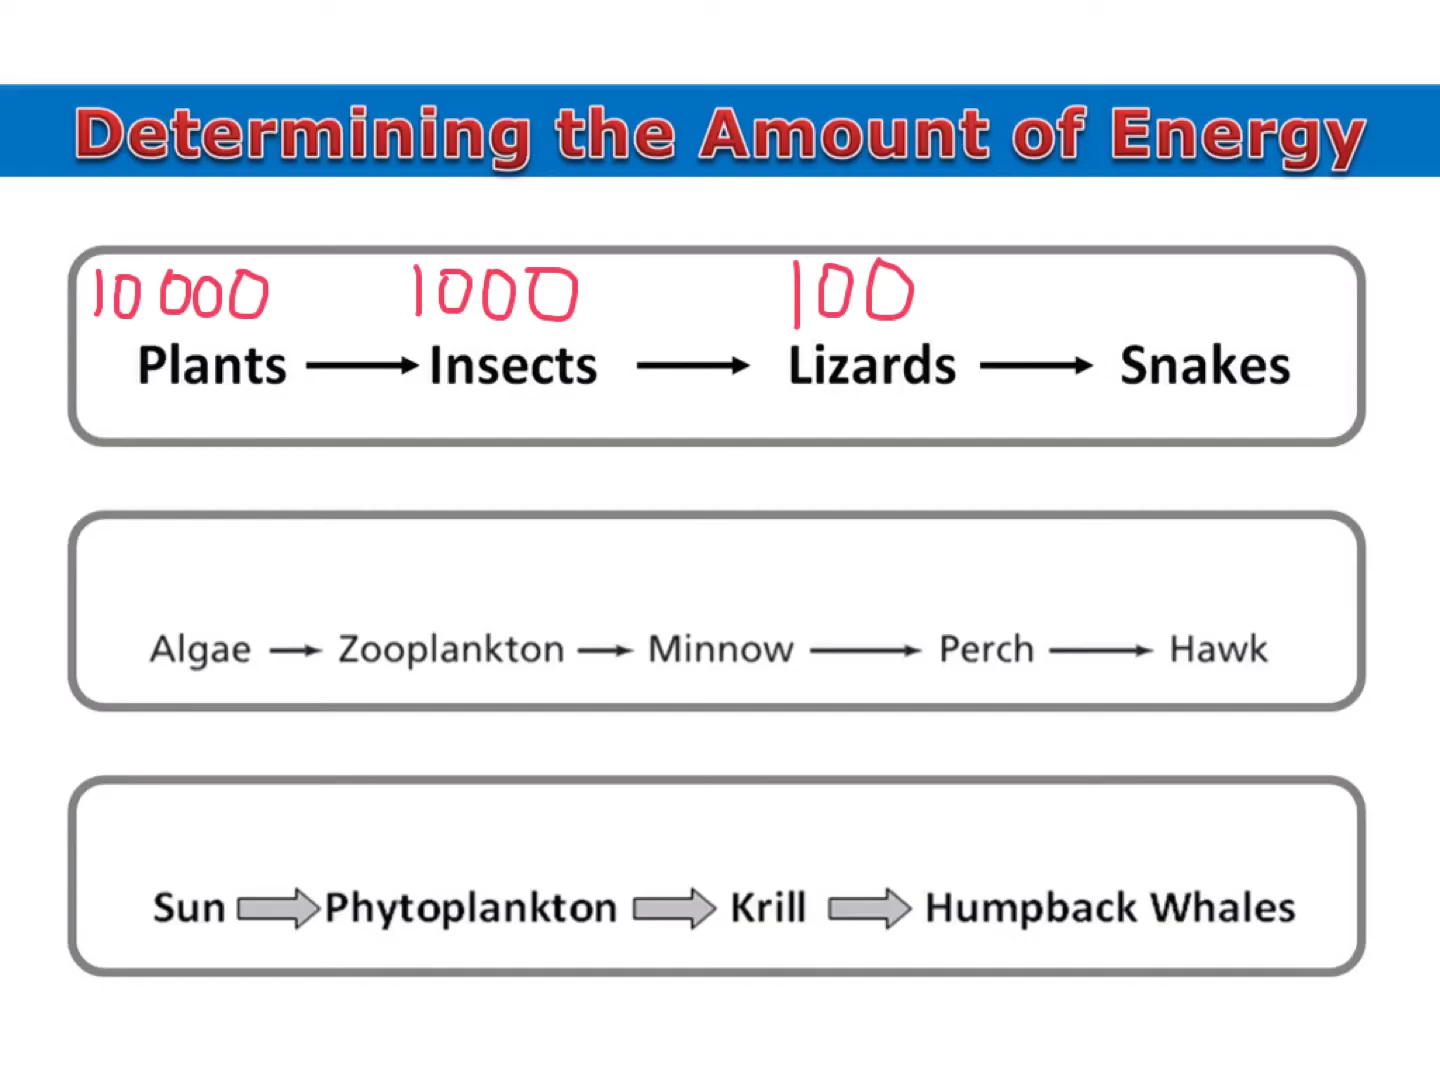 Determining the Amount of Energy
10 000 1000 100
Plants Insects Lizards Snakes
Algae Zooplankton Minnow Perch Hawk
Sun Phytoplankton Krill Humpback Whales